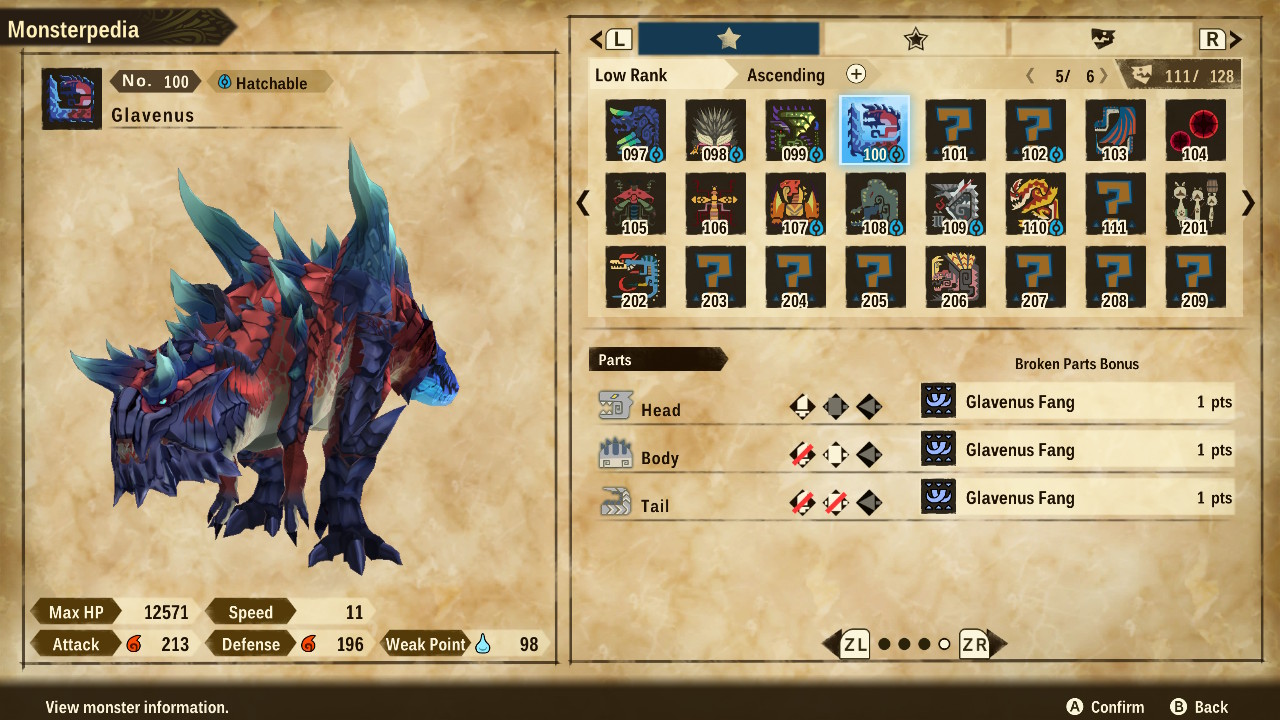 Monsterpedia
No. 100
Hatchable
Glavenus
Max HP 12571 Speed 11
Attack 213 Defense 196 Weak Point 98
L R
Low Rank Ascending + 5/ 6 111/ 128
097 098 099 100 101 102 103 104
105 106 107 108 109 110 111 201
202 203 204 205 206 207 208 209
Parts
Broken Parts Bonus
Head Glavenus Fang 1 pts
Body Glavenus Fang 1 pts
Tail Glavenus Fang 1 pts
ZL ZR
View monster information.
A Confirm B Back